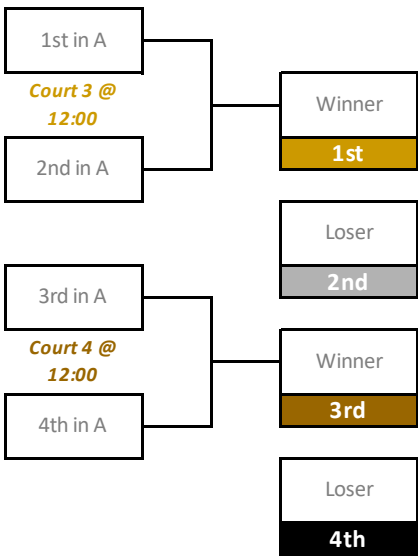 1st in A
Court 3 @
12:00
2nd in A
Winner
1st
Loser
2nd
3rd in A
Court 4 @
12:00
4th in A
Winner
3rd
Loser
4th